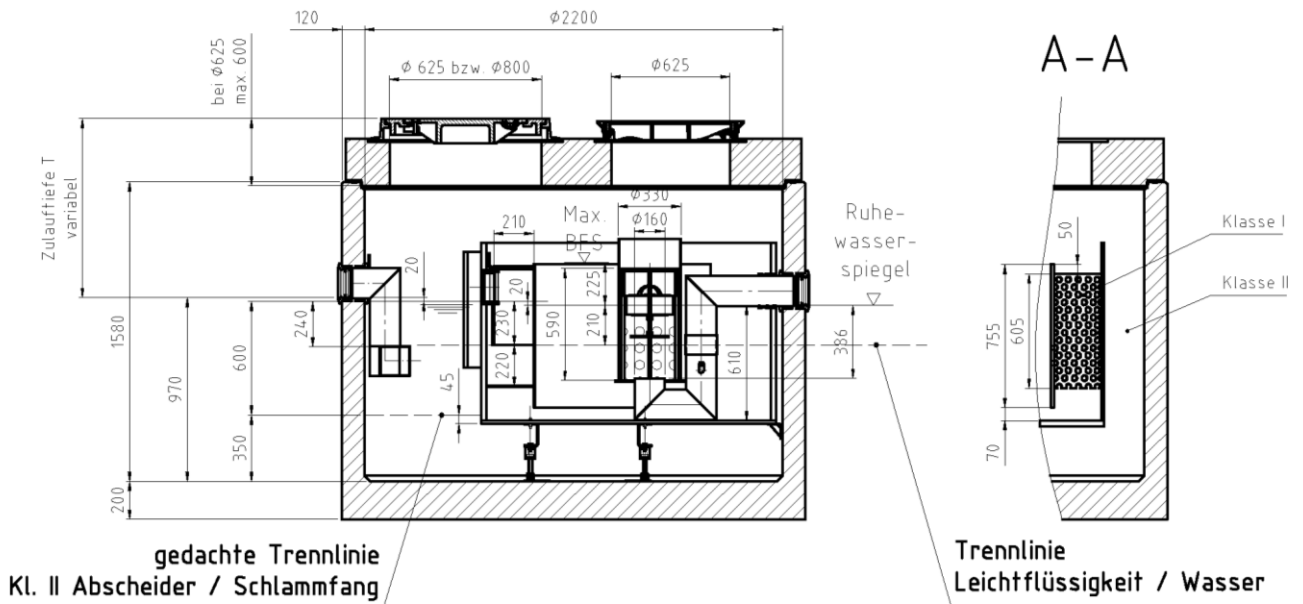 120
Ø2200
bei Ø625
max. 600
Ø 625 bzw. Ø800
Ø625
A-A
Zulauftiefe T
variabel
Ø330
Ø160
210
Max.
BFS
Ruhe-
wasser-
spiegel
50
Klasse I
Klasse II
20
20
225
240
230
590
210
1580
600
970
220
45
610
386
755
605
350
70
200
gedachte Trennlinie
Kl. II Abscheider / Schlammfang
Trennlinie
Leichtflüssigkeit / Wasser